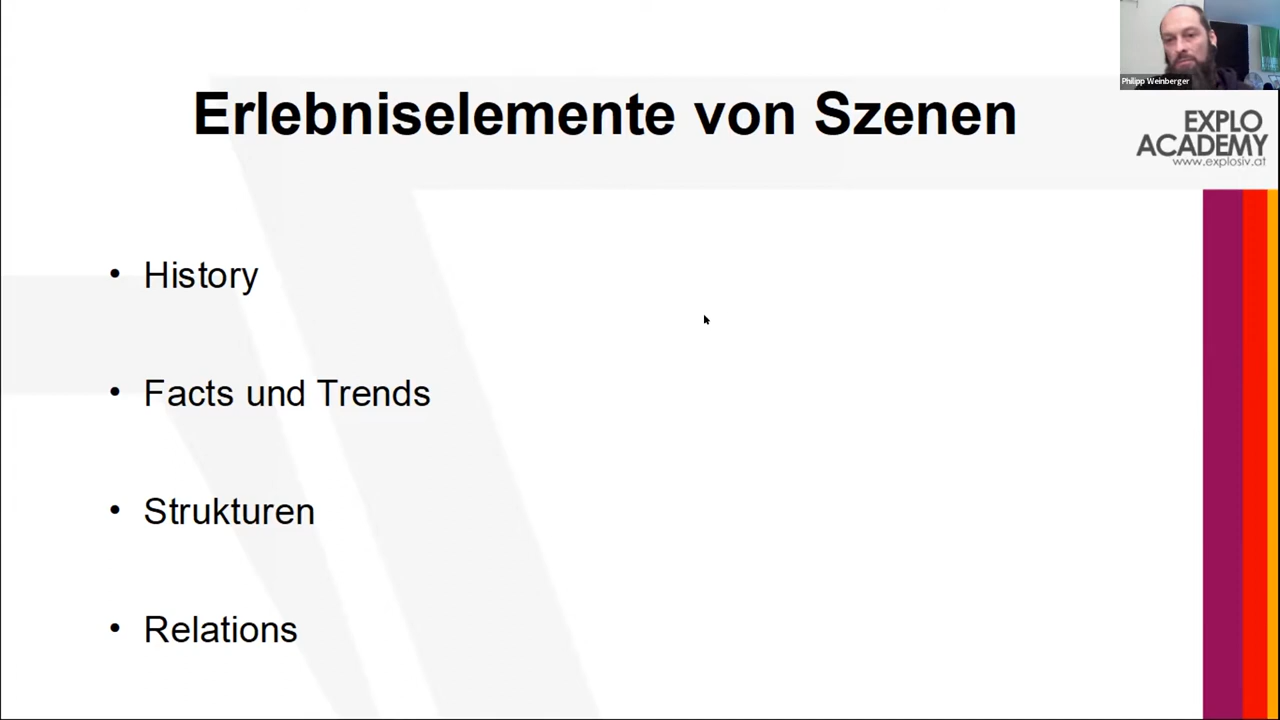 Philipp Weinberger
Erlebniselemente von Szenen
EXPLO
ACADEMY
www.explosiv.at
• History
• Facts und Trends
• Strukturen
• Relations